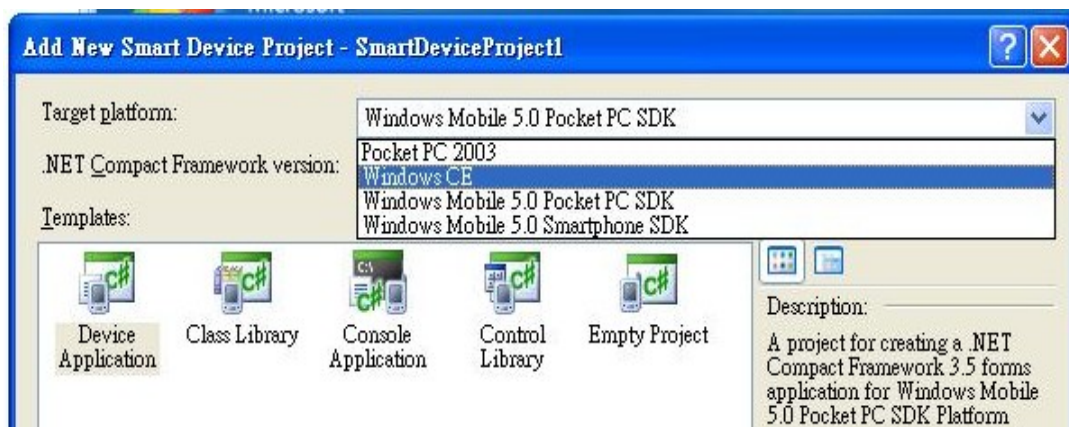 Microsoft
Add New Smart Device Project - SmartDeviceProject1
Target platform:
Windows Mobile 5.0 Pocket PC SDK
Pocket PC 2003
.NET Compact Framework version:
Windows CE
Windows Mobile 5.0 Pocket PC SDK
Templates:
Windows Mobile 5.0 Smartphone SDK
Device Application
Class Library
Console Application
Control Library
Empty Project
Description:
A project for creating a .NET
Compact Framework 3.5 forms
application for Windows Mobile
5.0 Pocket PC SDK Platform